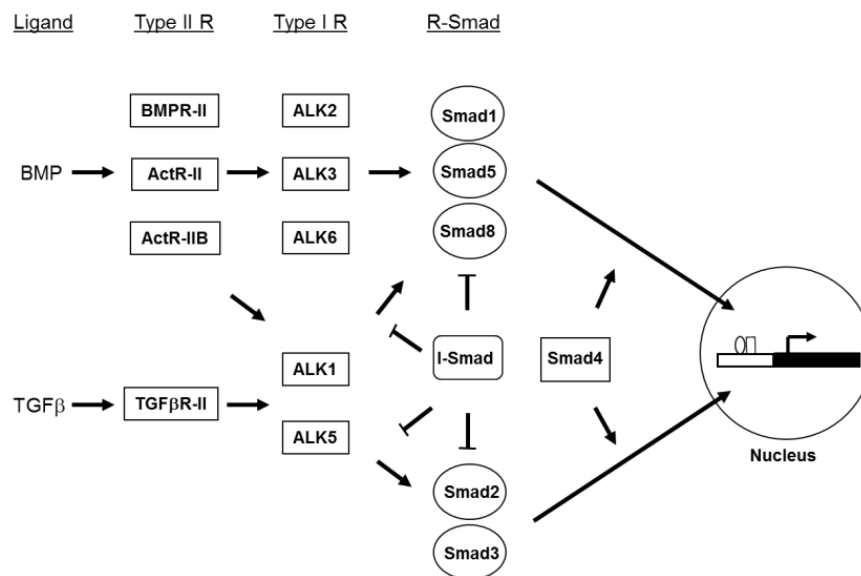 Ligand Type II R Type I R R-Smad
BMPR-II ALK2 Smad1
BMP ActR-II ALK3 Smad5
ActR-IIB ALK6 Smad8
ALK1 I-Smad Smad4
TGFβ TGFβR-II ALK5
Nucleus
Smad2
Smad3